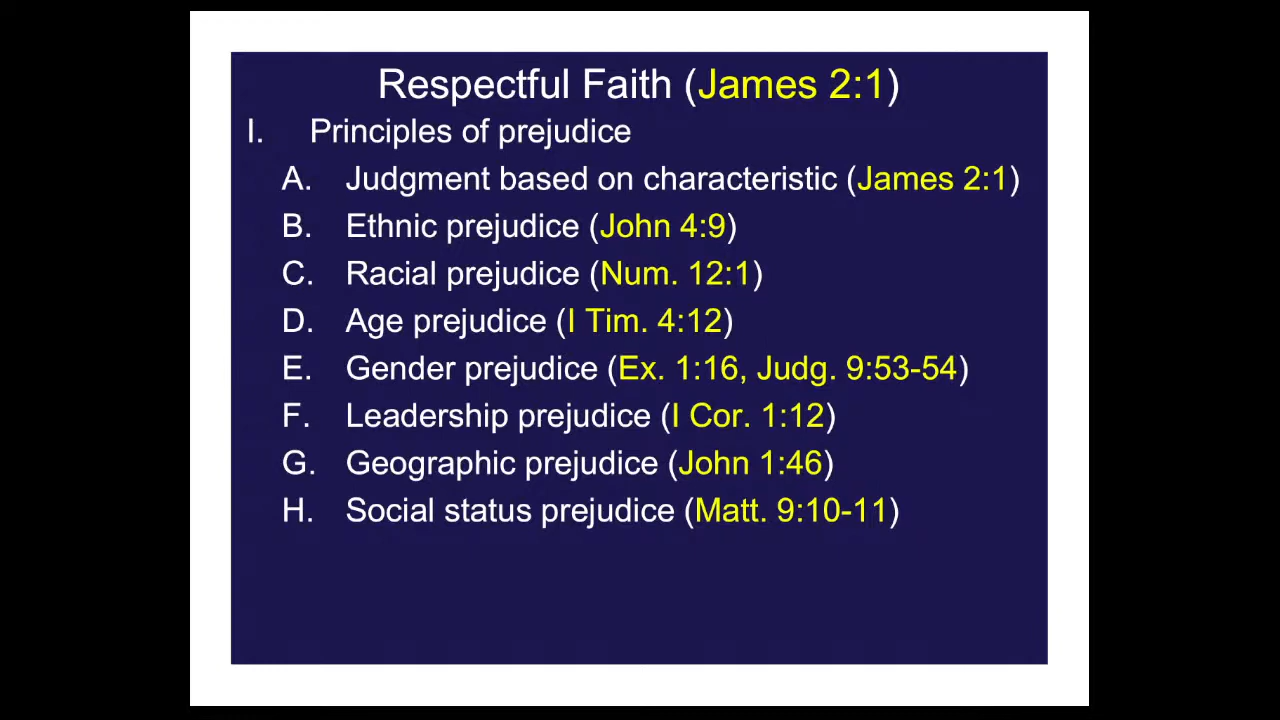 Respectful Faith (James 2:1)
I. Principles of prejudice
A. Judgment based on characteristic (James 2:1)
B. Ethnic prejudice (John 4:9)
C. Racial prejudice (Num. 12:1)
D. Age prejudice (I Tim. 4:12)
E. Gender prejudice (Ex. 1:16, Judg. 9:53-54)
F. Leadership prejudice (I Cor. 1:12)
G. Geographic prejudice (John 1:46)
H. Social status prejudice (Matt. 9:10-11)